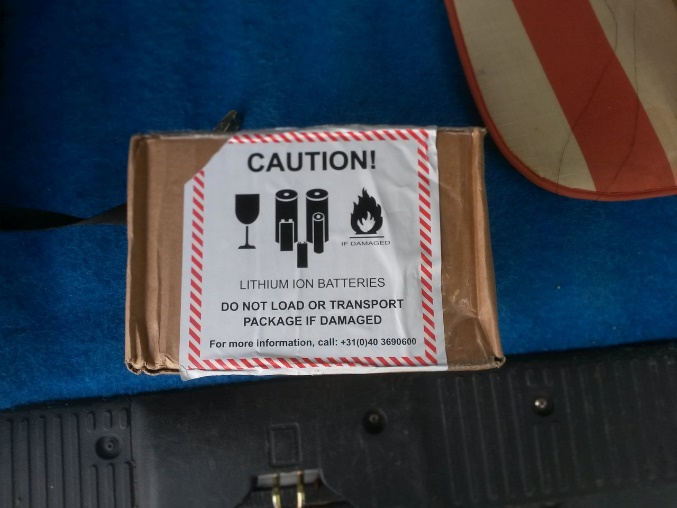 CAUTION!
IF DAMAGED
LITHIUM ION BATTERIES
DO NOT LOAD OR TRANSPORT
PACKAGE IF DAMAGED
For more information, call: +31(0)40 3690600